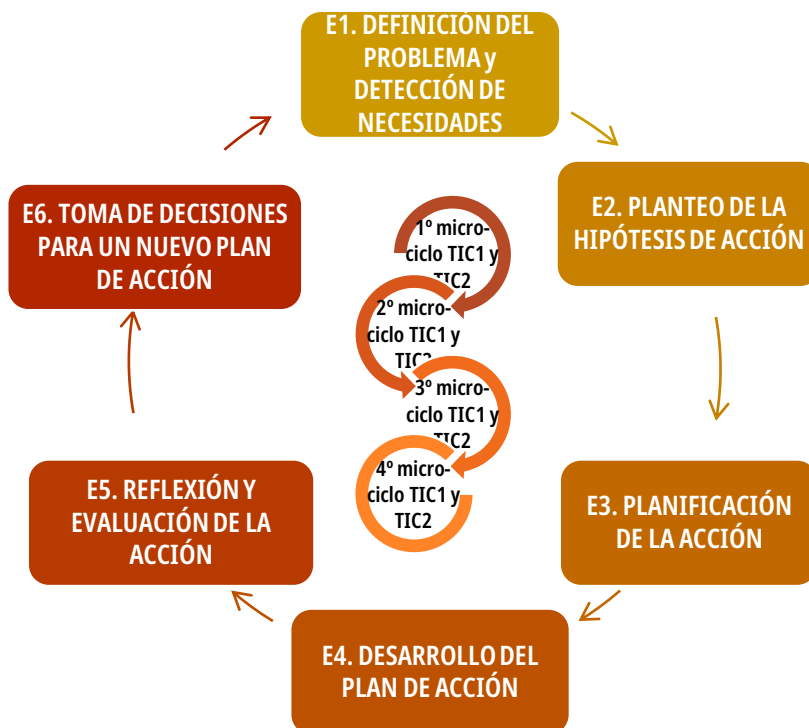 E1. DEFINICIÓN DEL
PROBLEMA y
DETECCIÓN DE
NECESIDADES
E2. PLANTEO DE LA
HIPÓTESIS DE ACCIÓN
E3. PLANIFICACIÓN
DE LA ACCIÓN
E4. DESARROLLO DEL
PLAN DE ACCIÓN
E5. REFLEXIÓN Y
EVALUACIÓN DE LA
ACCIÓN
E6. TOMA DE DECISIONES
PARA UN NUEVO PLAN
DE ACCIÓN
1º micro-
ciclo TIC1 y
TIC2
2º micro-
ciclo TIC1 y
TIC2
3º micro-
ciclo TIC1 y
TIC2
4º micro-
ciclo TIC1 y
TIC2